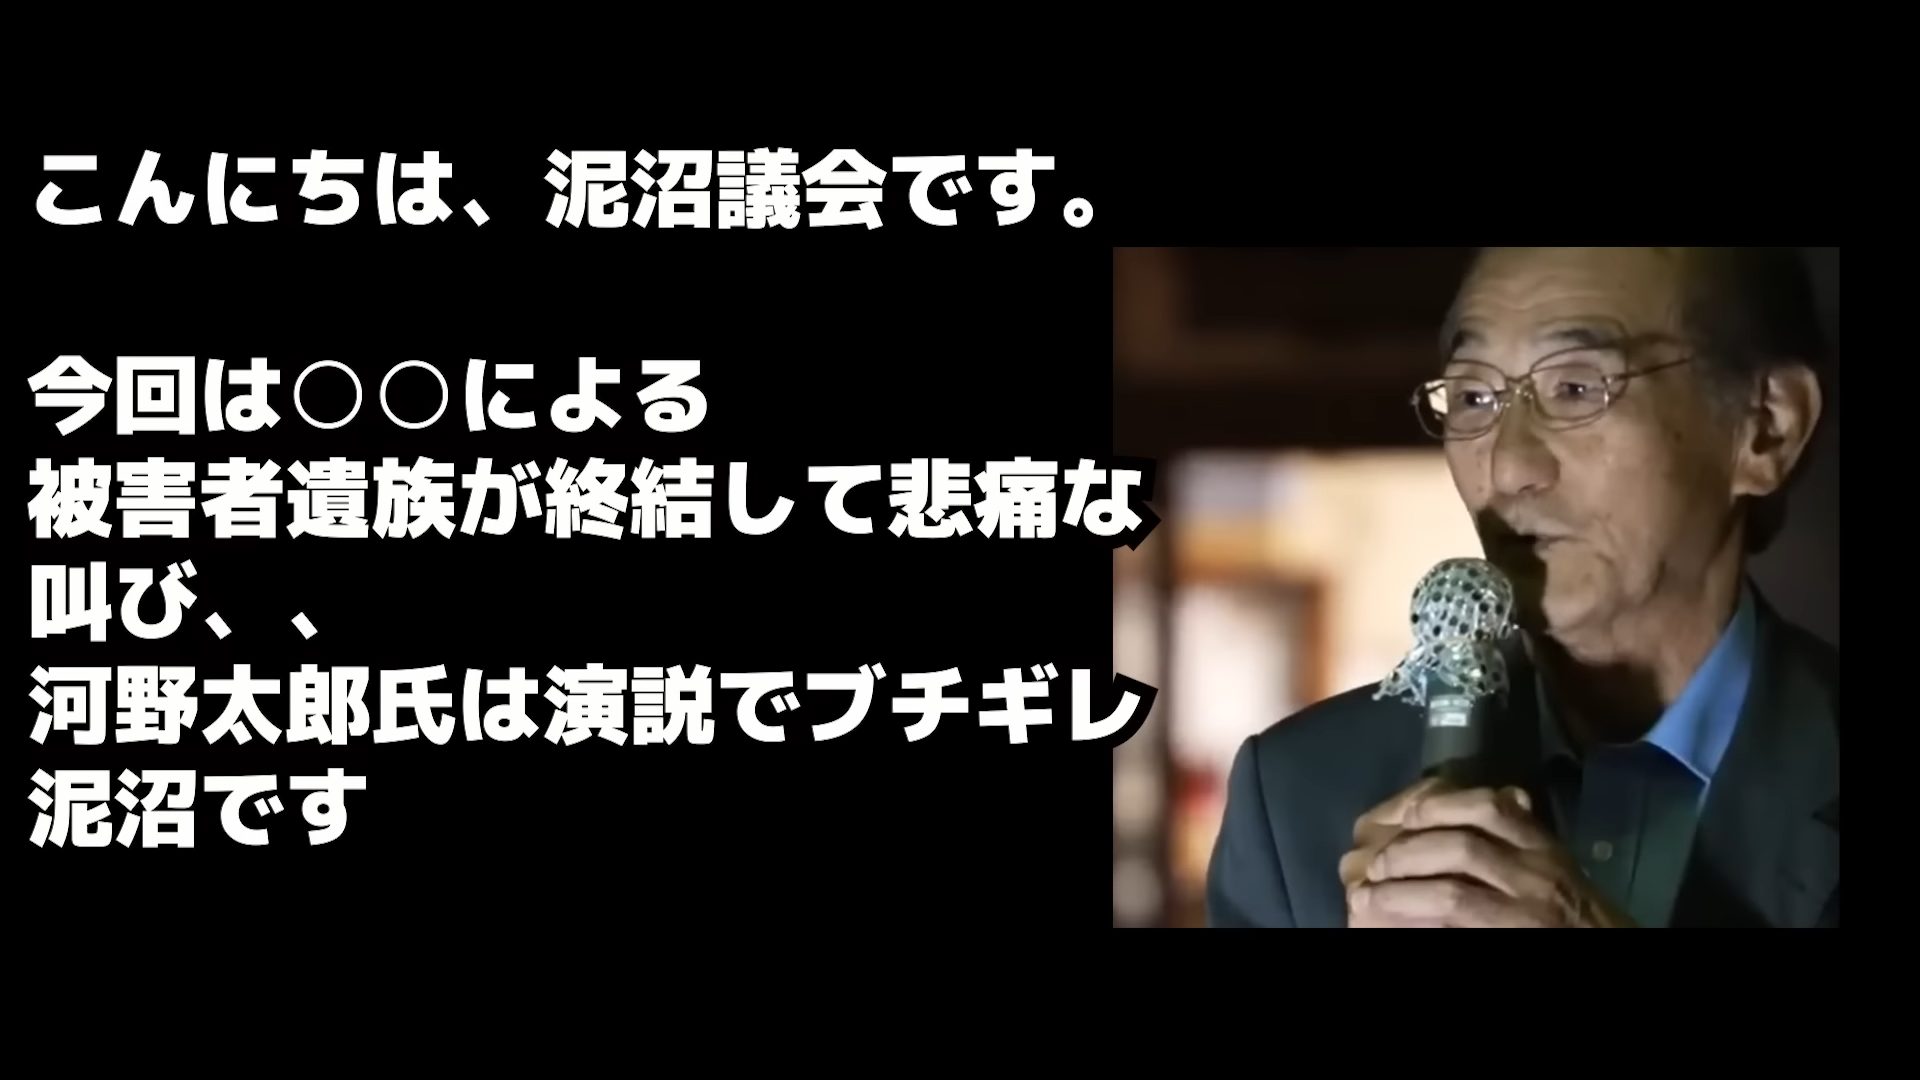 こんにちは、泥沼議会です。
今回は○○による
被害者遺族が終結して悲痛な
叫び、、
河野太郎氏は演説でブチギレ
泥沼です